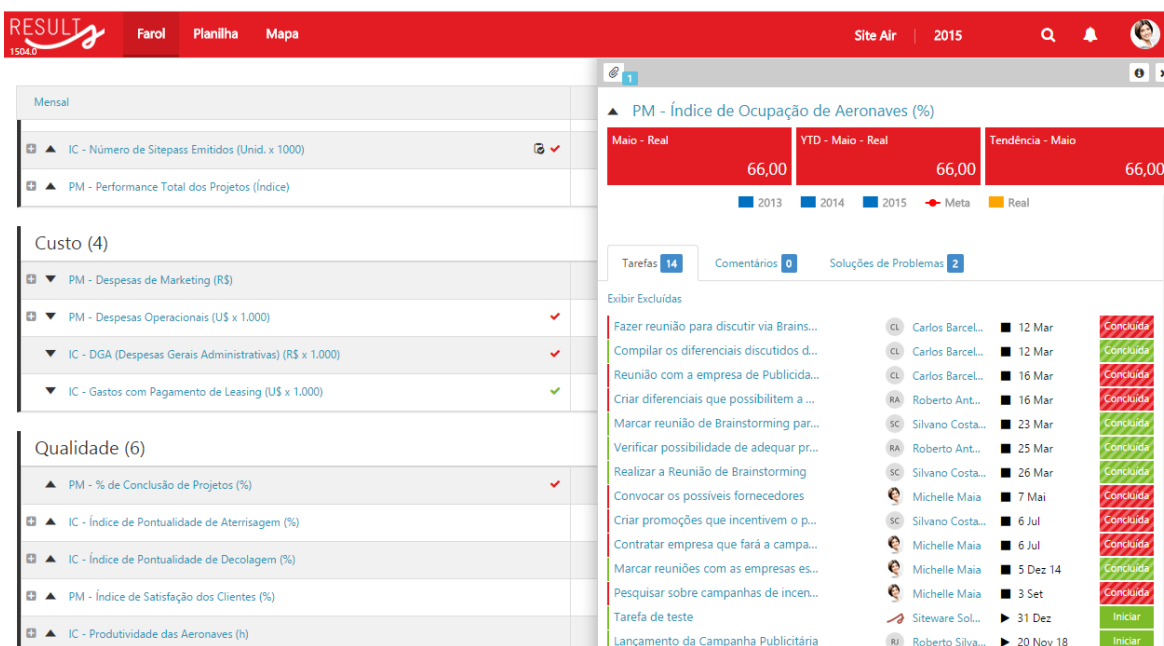 RESULTs
1504.0
Farol
Planilha
Mapa
Site Air
2015
Mensal
IC - Número de Sitepass Emitidos (Unid. x 1000)
PM - Performance Total dos Projetos (Índice)
Custo (4)
PM - Despesas de Marketing (R$)
PM - Despesas Operacionais (U$ x 1.000)
IC - DGA (Despesas Gerais Administrativas) (R$ x 1.000)
IC - Gastos com Pagamento de Leasing (U$ x 1.000)
Qualidade (6)
PM - % de Conclusão de Projetos (%)
IC - Índice de Pontualidade de Aterrisagem (%)
IC - Índice de Pontualidade de Decolagem (%)
PM - Índice de Satisfação dos Clientes (%)
IC - Produtividade das Aeronaves (h)
1
PM - Índice de Ocupação de Aeronaves (%)
Maio - Real
66,00
YTD - Maio - Real
66,00
Tendência - Maio
66,00
2013 2014 2015 Meta Real
Tarefas 14 Comentários 0 Soluções de Problemas 2
Exibir Excluídas
Fazer reunião para discutir via Brains... CL Carlos Barcel... 12 Mar Concluída
Compilar os diferenciais discutidos d... CL Carlos Barcel... 12 Mar Concluída
Reunião com a empresa de Publicida... CL Carlos Barcel... 16 Mar Concluída
Criar diferenciais que possibilitem a ... RA Roberto Ant... 16 Mar Concluída
Marcar reunião de Brainstorming par... SC Silvano Costa... 23 Mar Concluída
Verificar possibilidade de adequar pr... RA Roberto Ant... 25 Mar Concluída
Realizar a Reunião de Brainstorming SC Silvano Costa... 26 Mar Concluída
Convocar os possíveis fornecedores Michelle Maia 7 Mai Concluída
Criar promoções que incentivem o p... SC Silvano Costa... 6 Jul Concluída
Contratar empresa que fará a campa... Michelle Maia 6 Jul Concluída
Marcar reuniões com as empresas es... Michelle Maia 5 Dez 14 Concluída
Pesquisar sobre campanhas de incen... Michelle Maia 3 Set Concluída
Tarefa de teste Siteware Sol... 31 Dez Iniciar
Lançamento da Campanha Publicitária RJ Roberto Silva... 20 Nov 18 Iniciar